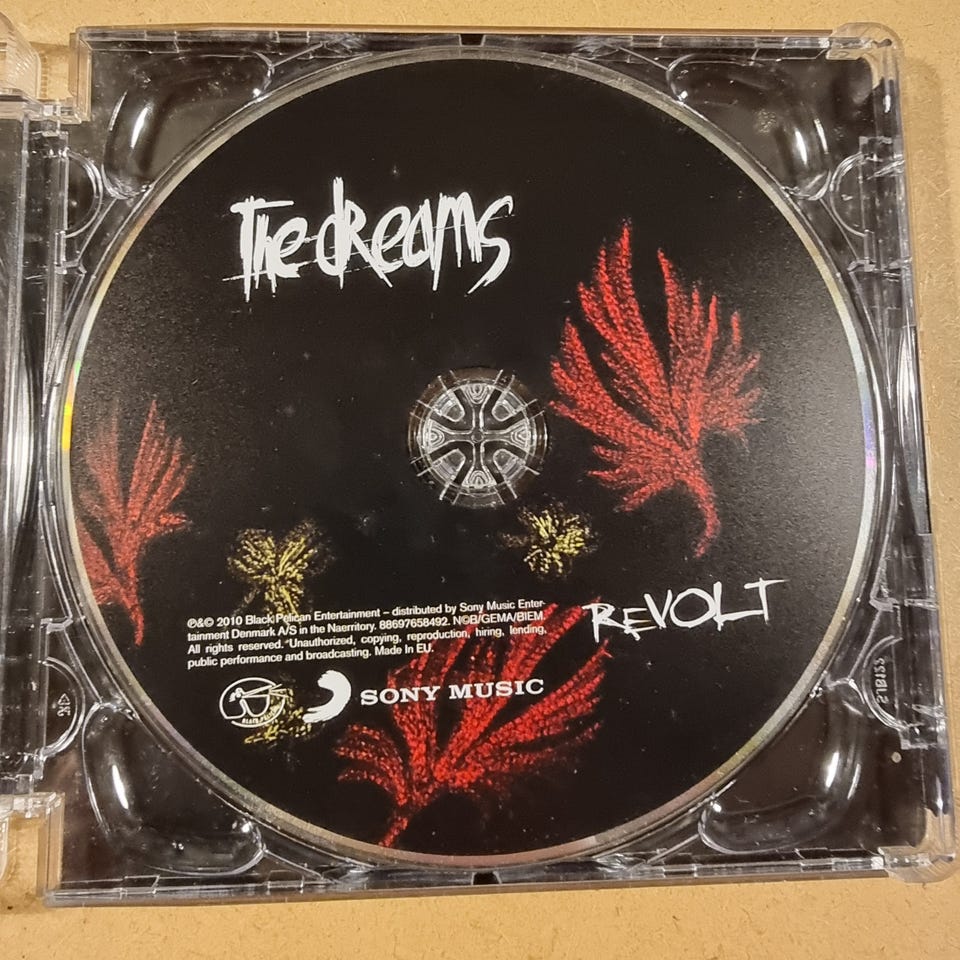 The dreams
ReVOLT
℗&© 2010 Black Pelican Entertainment – distributed by Sony Music Enter-
tainment Denmark A/S in the Naerritory. 88697658492. N©B/GEMA/BIEM.
All rights reserved. "Unauthorized, copying, reproduction, hiring, lending,
public performance and broadcasting. Made In EU.
SONY MUSIC